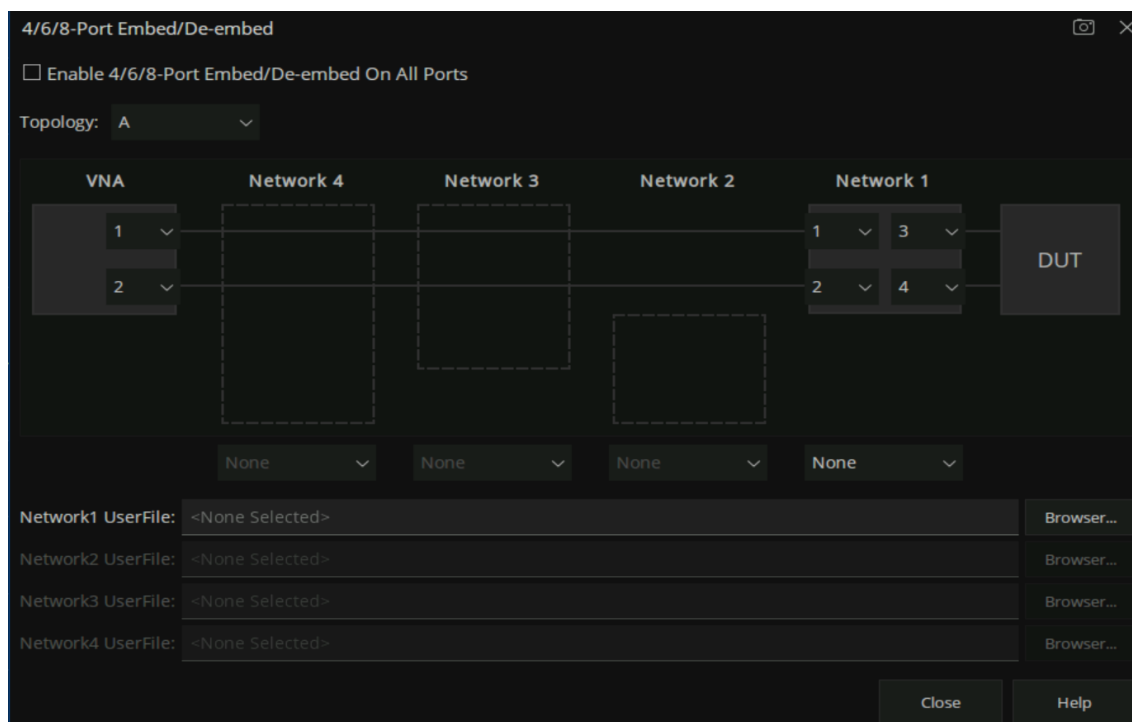 4/6/8-Port Embed/De-embed
Enable 4/6/8-Port Embed/De-embed On All Ports
Topology: A
VNA Network 4 Network 3 Network 2 Network 1
1 1 3
DUT
2 2 4
None None None None
Network1 UserFile: <None Selected> Browser...
Network2 UserFile: <None Selected> Browser...
Network3 UserFile: <None Selected> Browser...
Network4 UserFile: <None Selected> Browser...
Close Help